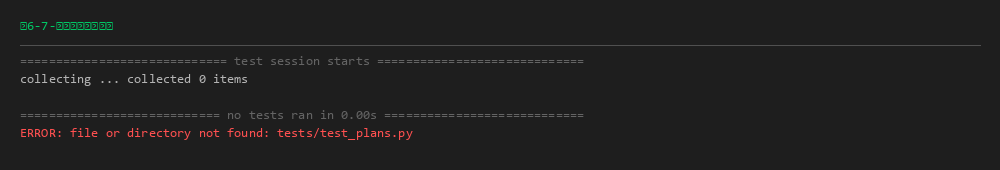 6-7-
============================= test session starts =============================
collecting ... collected 0 items
============================ no tests ran in 0.00s ============================
ERROR: file or directory not found: tests/test_plans.py